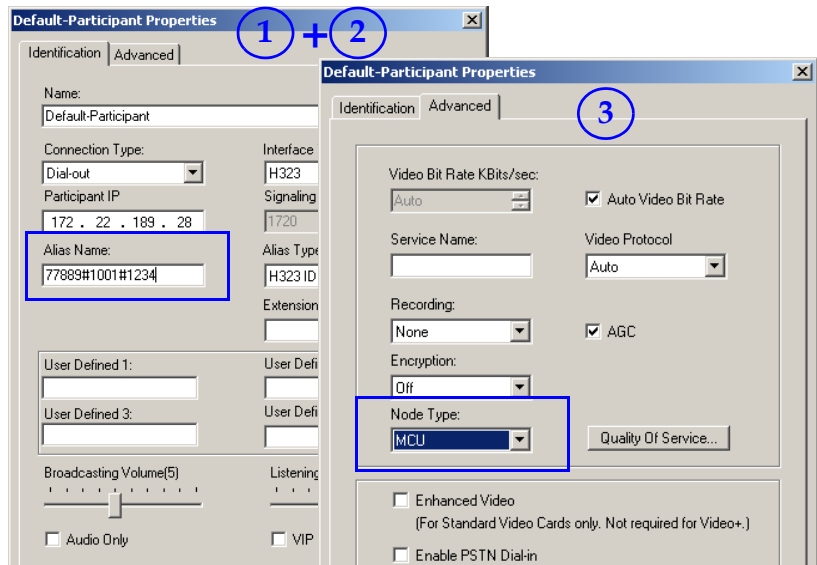 Default-Participant Properties
1 + 2
Identification Advanced
Name:
Default-Participant
Connection Type: Interface
Dial-out H323
Participant IP Signaling
172 . 22 . 189 . 28 1720
Alias Name: Alias Type
77889#1001#1234 H323 ID
Extension
User Defined 1: User Defi
User Defined 3: User Defi
Broadcasting Volume(5) Listening
Audio Only VIP
Default-Participant Properties
Identification Advanced
3
Video Bit Rate KBits/sec:
Auto Auto Video Bit Rate
Service Name: Video Protocol
Auto
Recording:
None AGC
Encryption:
Off
Node Type:
MCU Quality Of Service...
Enhanced Video
(For Standard Video Cards only. Not required for Video+.)
Enable PSTN Dial-in